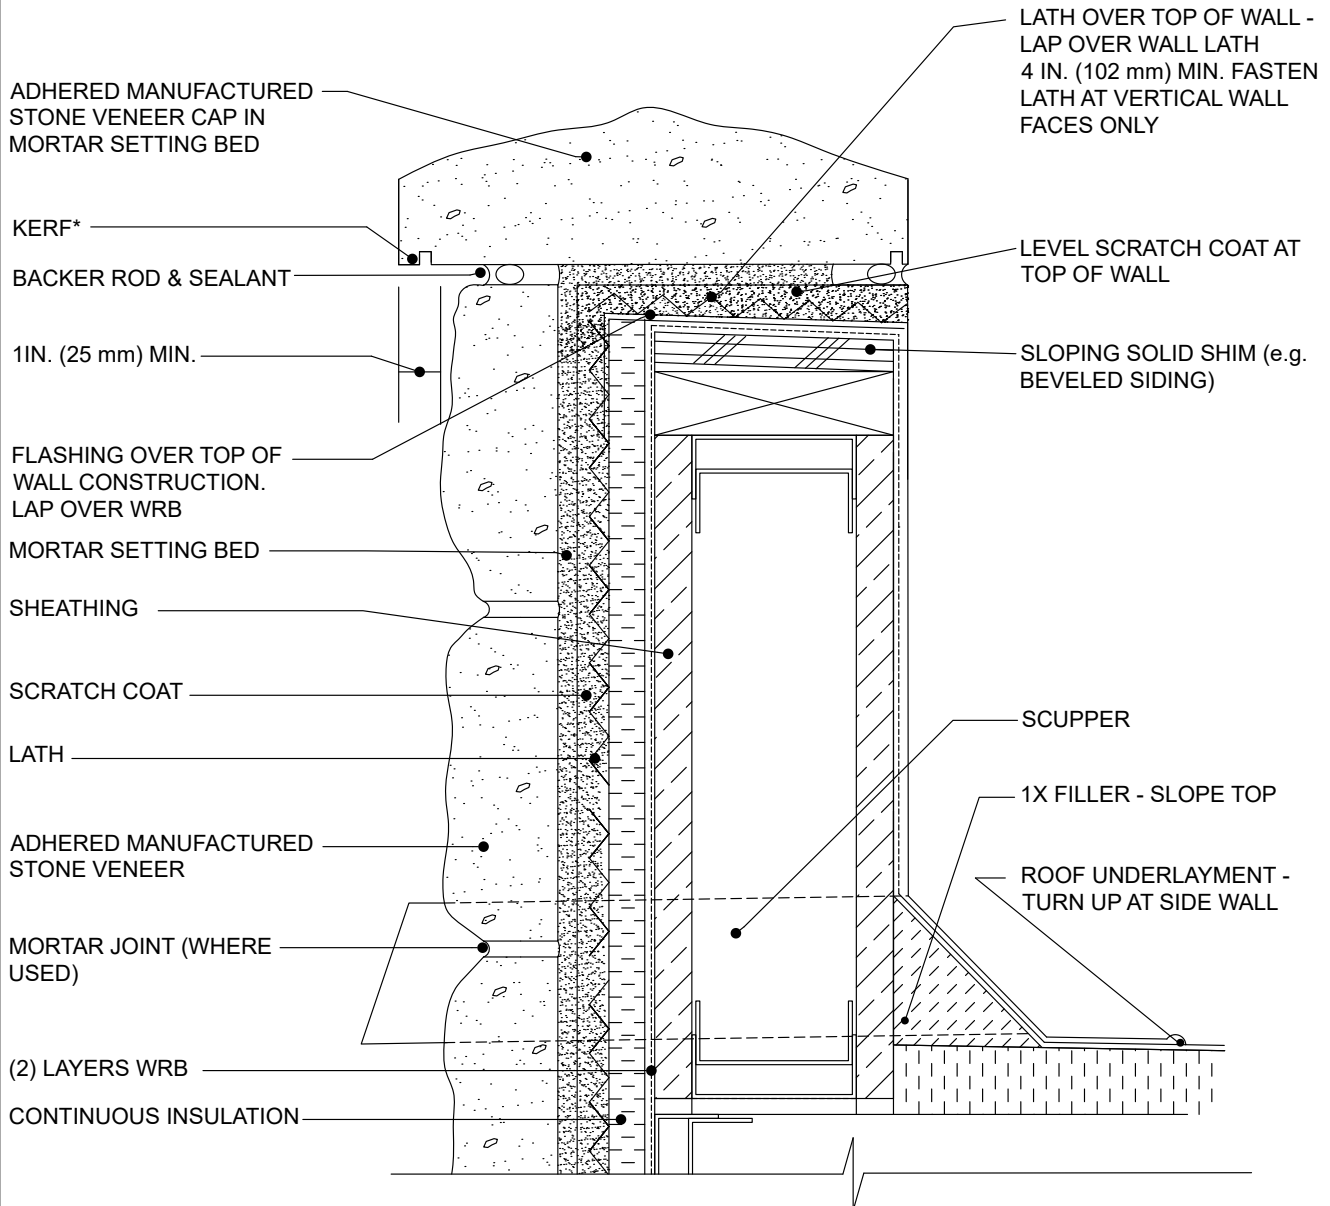 ADHERED MANUFACTURED
STONE VENEER CAP IN
MORTAR SETTING BED
KERF*
BACKER ROD & SEALANT
1IN. (25 mm) MIN.
FLASHING OVER TOP OF
WALL CONSTRUCTION.
LAP OVER WRB
MORTAR SETTING BED
SHEATHING
SCRATCH COAT
LATH
ADHERED MANUFACTURED
STONE VENEER
MORTAR JOINT (WHERE
USED)
(2) LAYERS WRB
CONTINUOUS INSULATION
LATH OVER TOP OF WALL -
LAP OVER WALL LATH
4 IN. (102 mm) MIN. FASTEN
LATH AT VERTICAL WALL
FACES ONLY
LEVEL SCRATCH COAT AT
TOP OF WALL
SLOPING SOLID SHIM (e.g.
BEVELED SIDING)
SCUPPER
1X FILLER - SLOPE TOP
ROOF UNDERLAYMENT -
TURN UP AT SIDE WALL